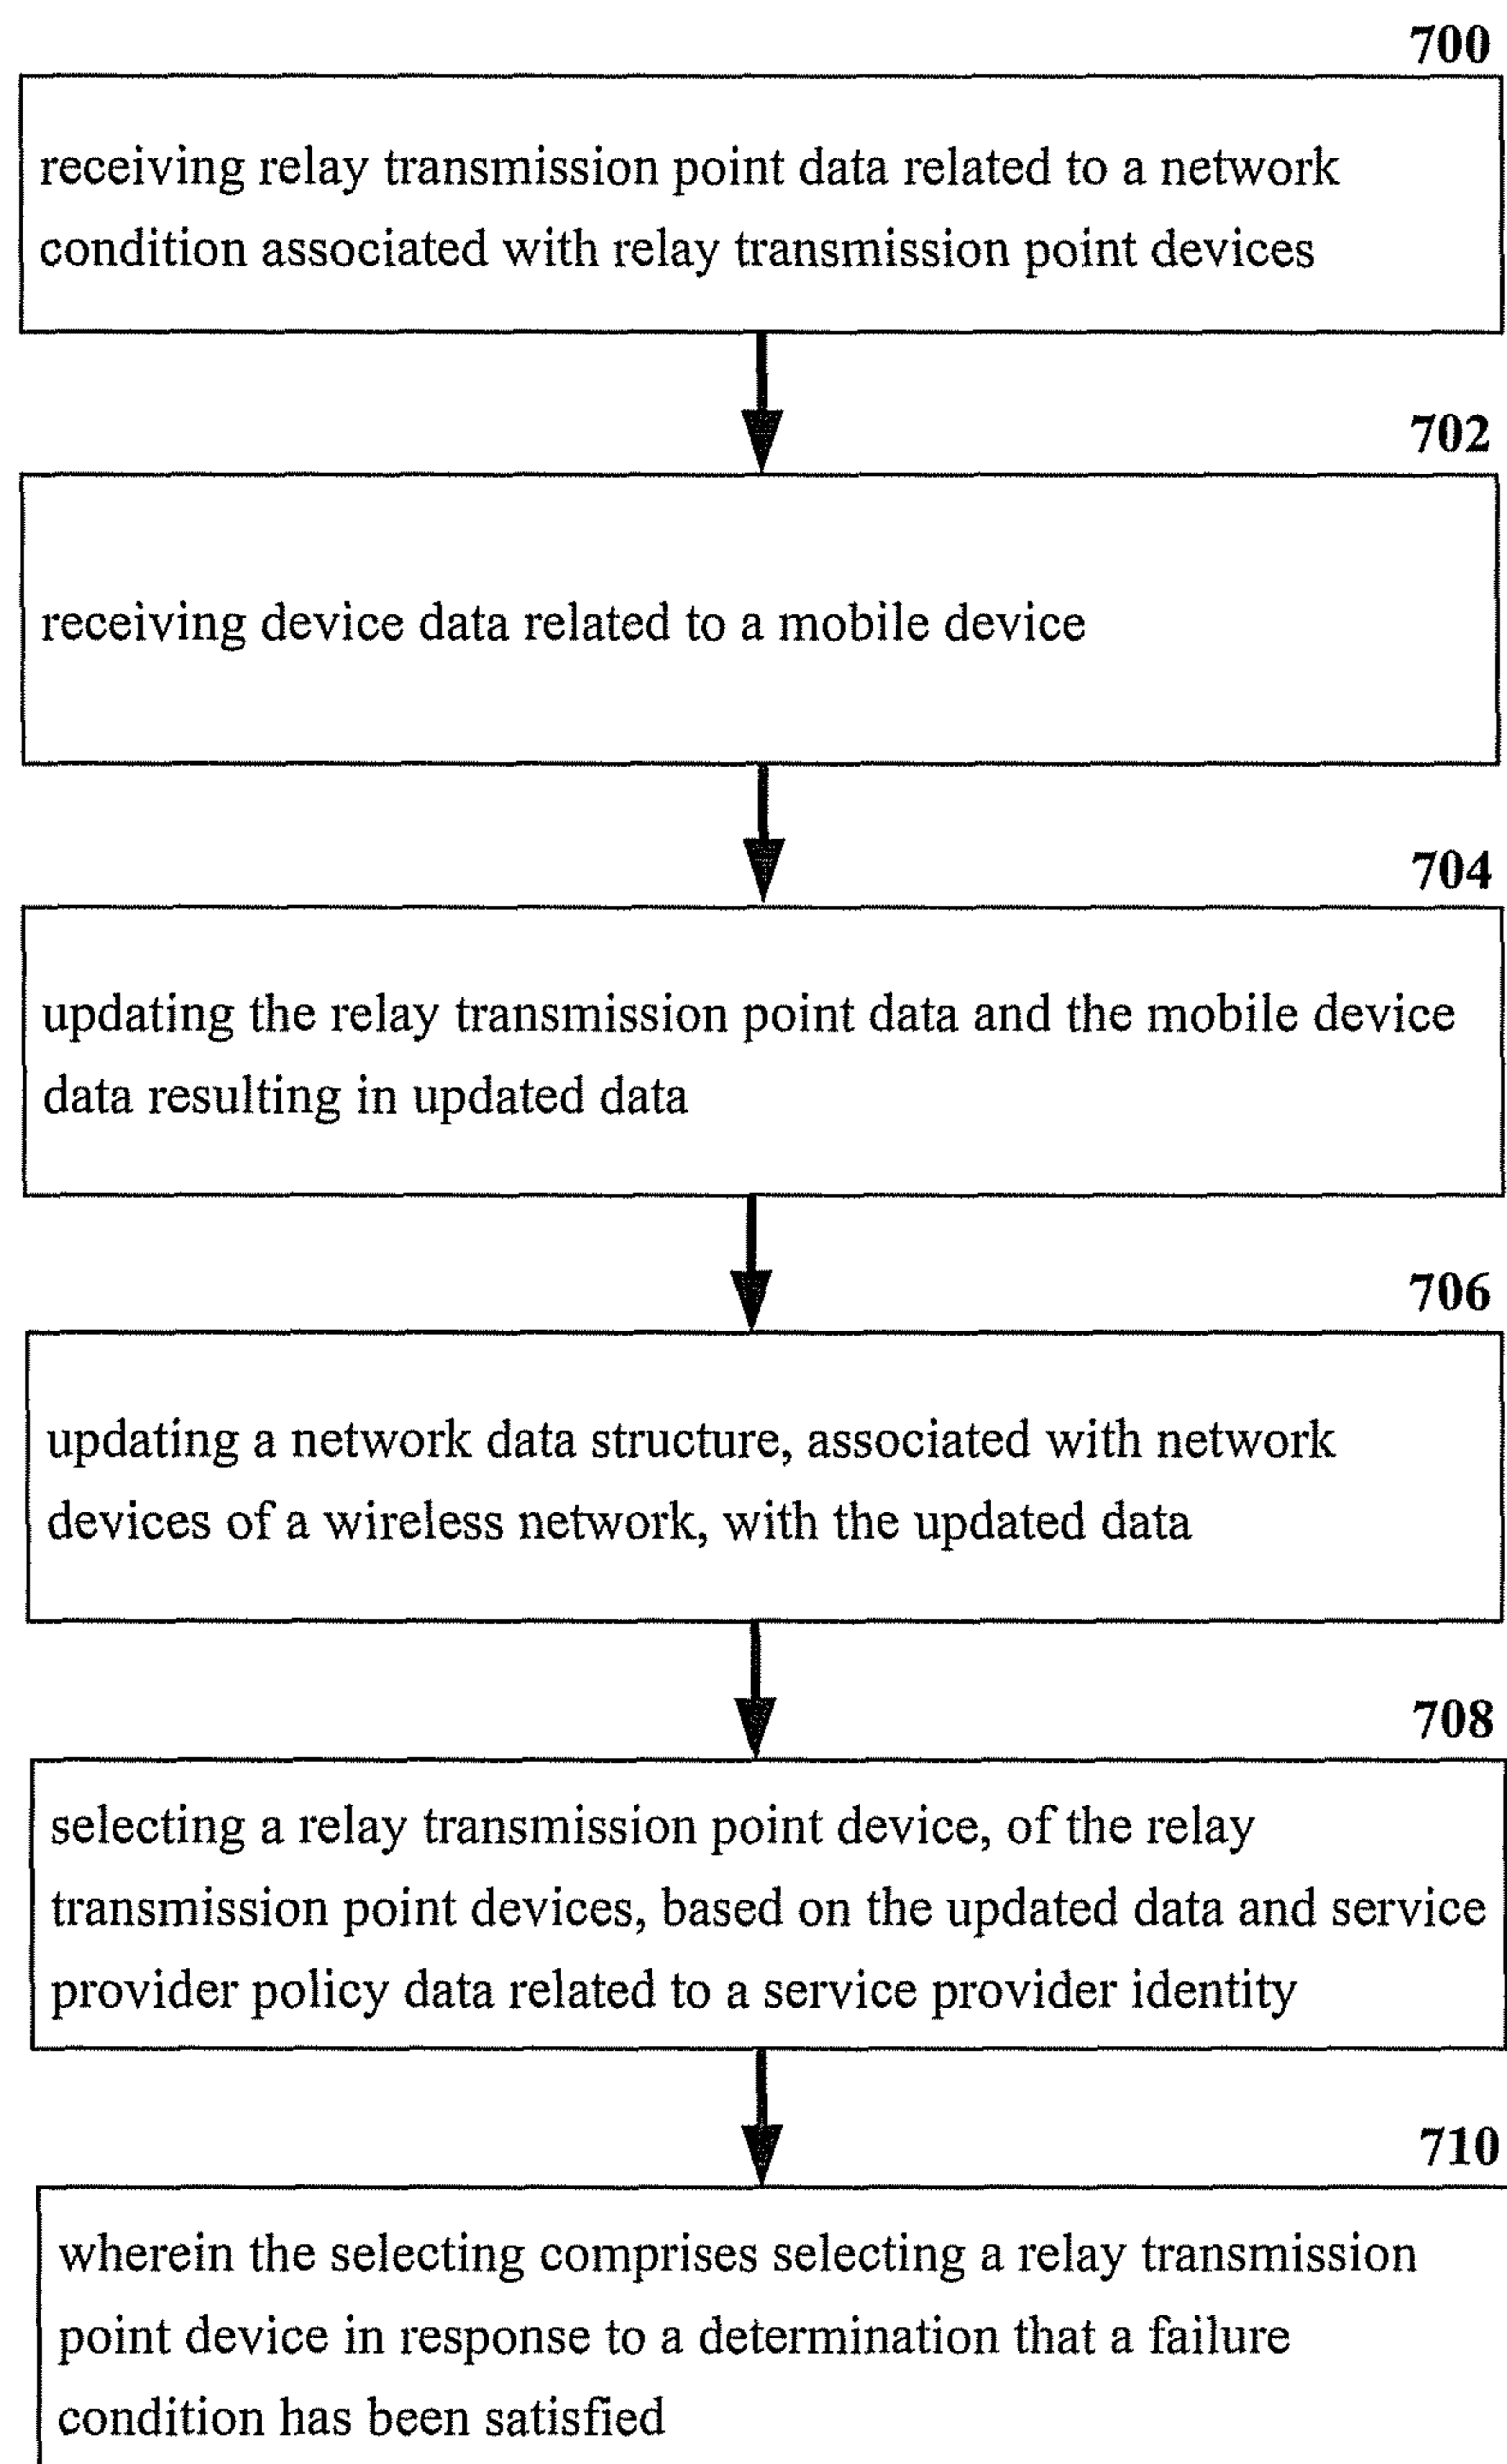 700
receiving relay transmission point data related to a network
condition associated with relay transmission point devices
702
receiving device data related to a mobile device
704
updating the relay transmission point data and the mobile device
data resulting in updated data
706
updating a network data structure, associated with network
devices of a wireless network, with the updated data
708
selecting a relay transmission point device, of the relay
transmission point devices, based on the updated data and service
provider policy data related to a service provider identity
710
wherein the selecting comprises selecting a relay transmission
point device in response to a determination that a failure
condition has been satisfied